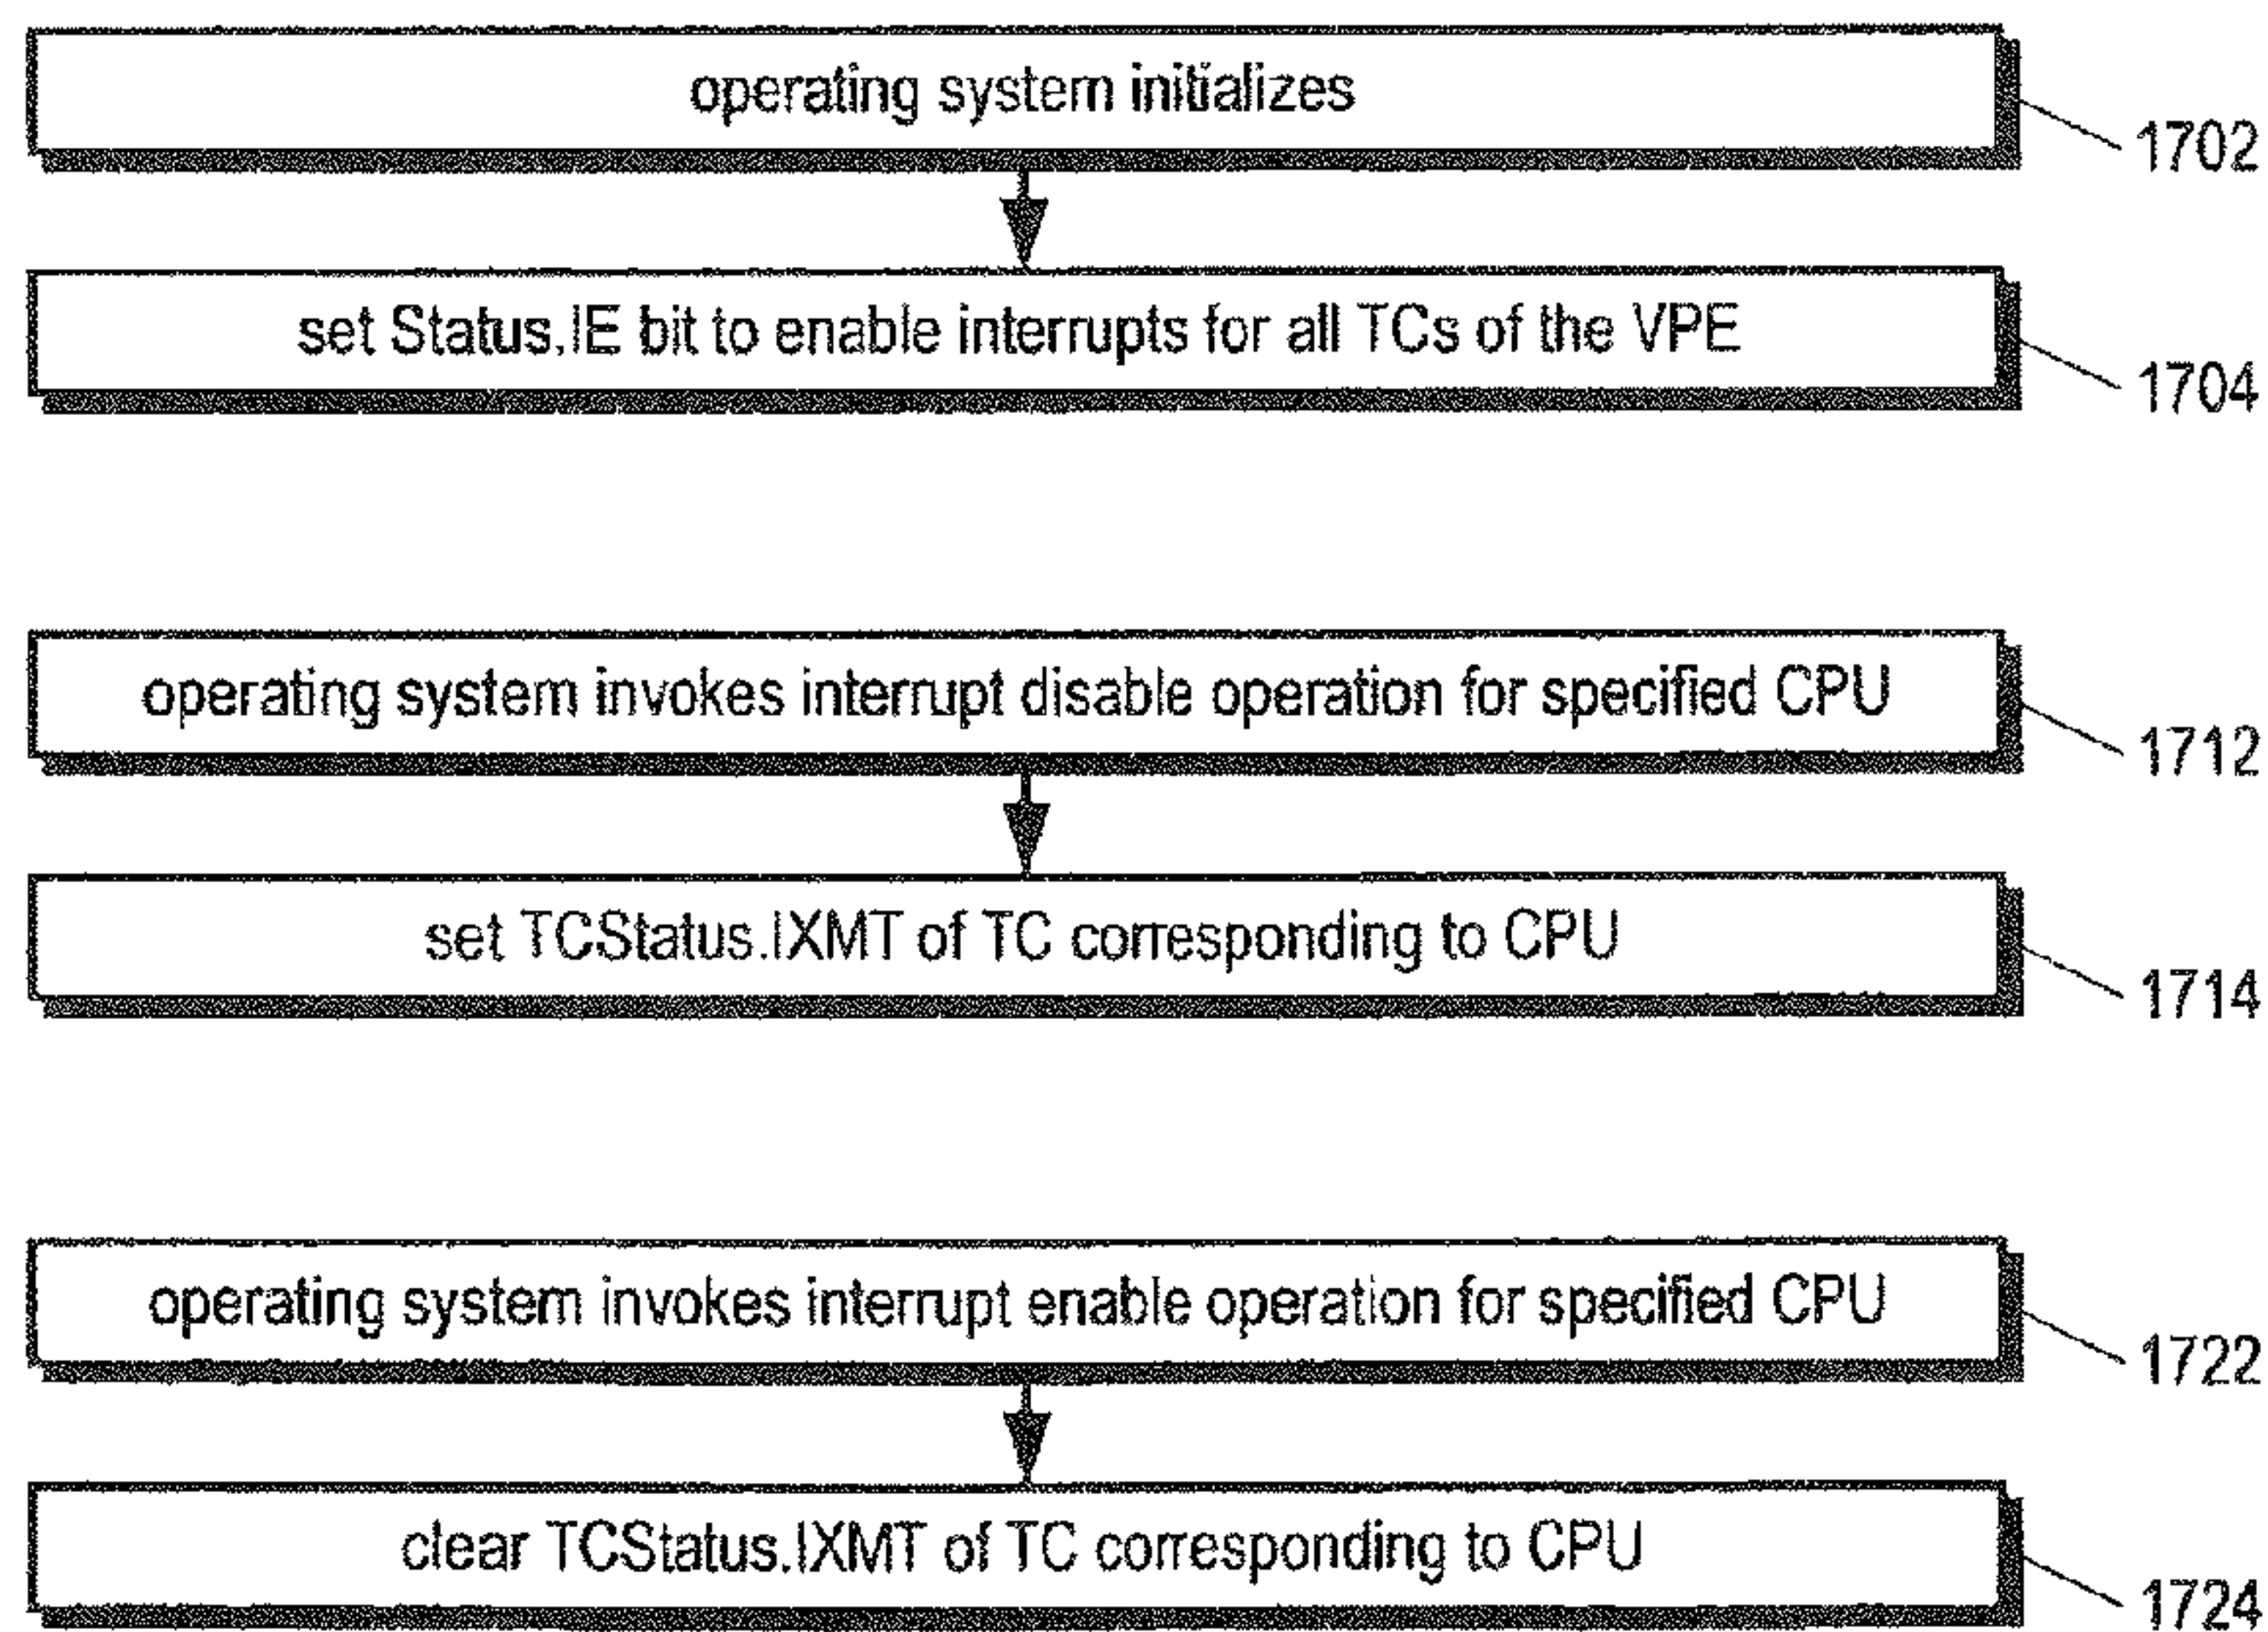 operating system initializes
1702
set Status.IE bit to enable interrupts for all TCs of the VPE
1704
operating system invokes interrupt disable operation for specified CPU
1712
set TCStatus.IXMT of TC corresponding to CPU
1714
operating system invokes interrupt enable operation for specified CPU
1722
clear TCStatus.IXMT of TC corresponding to CPU
1724